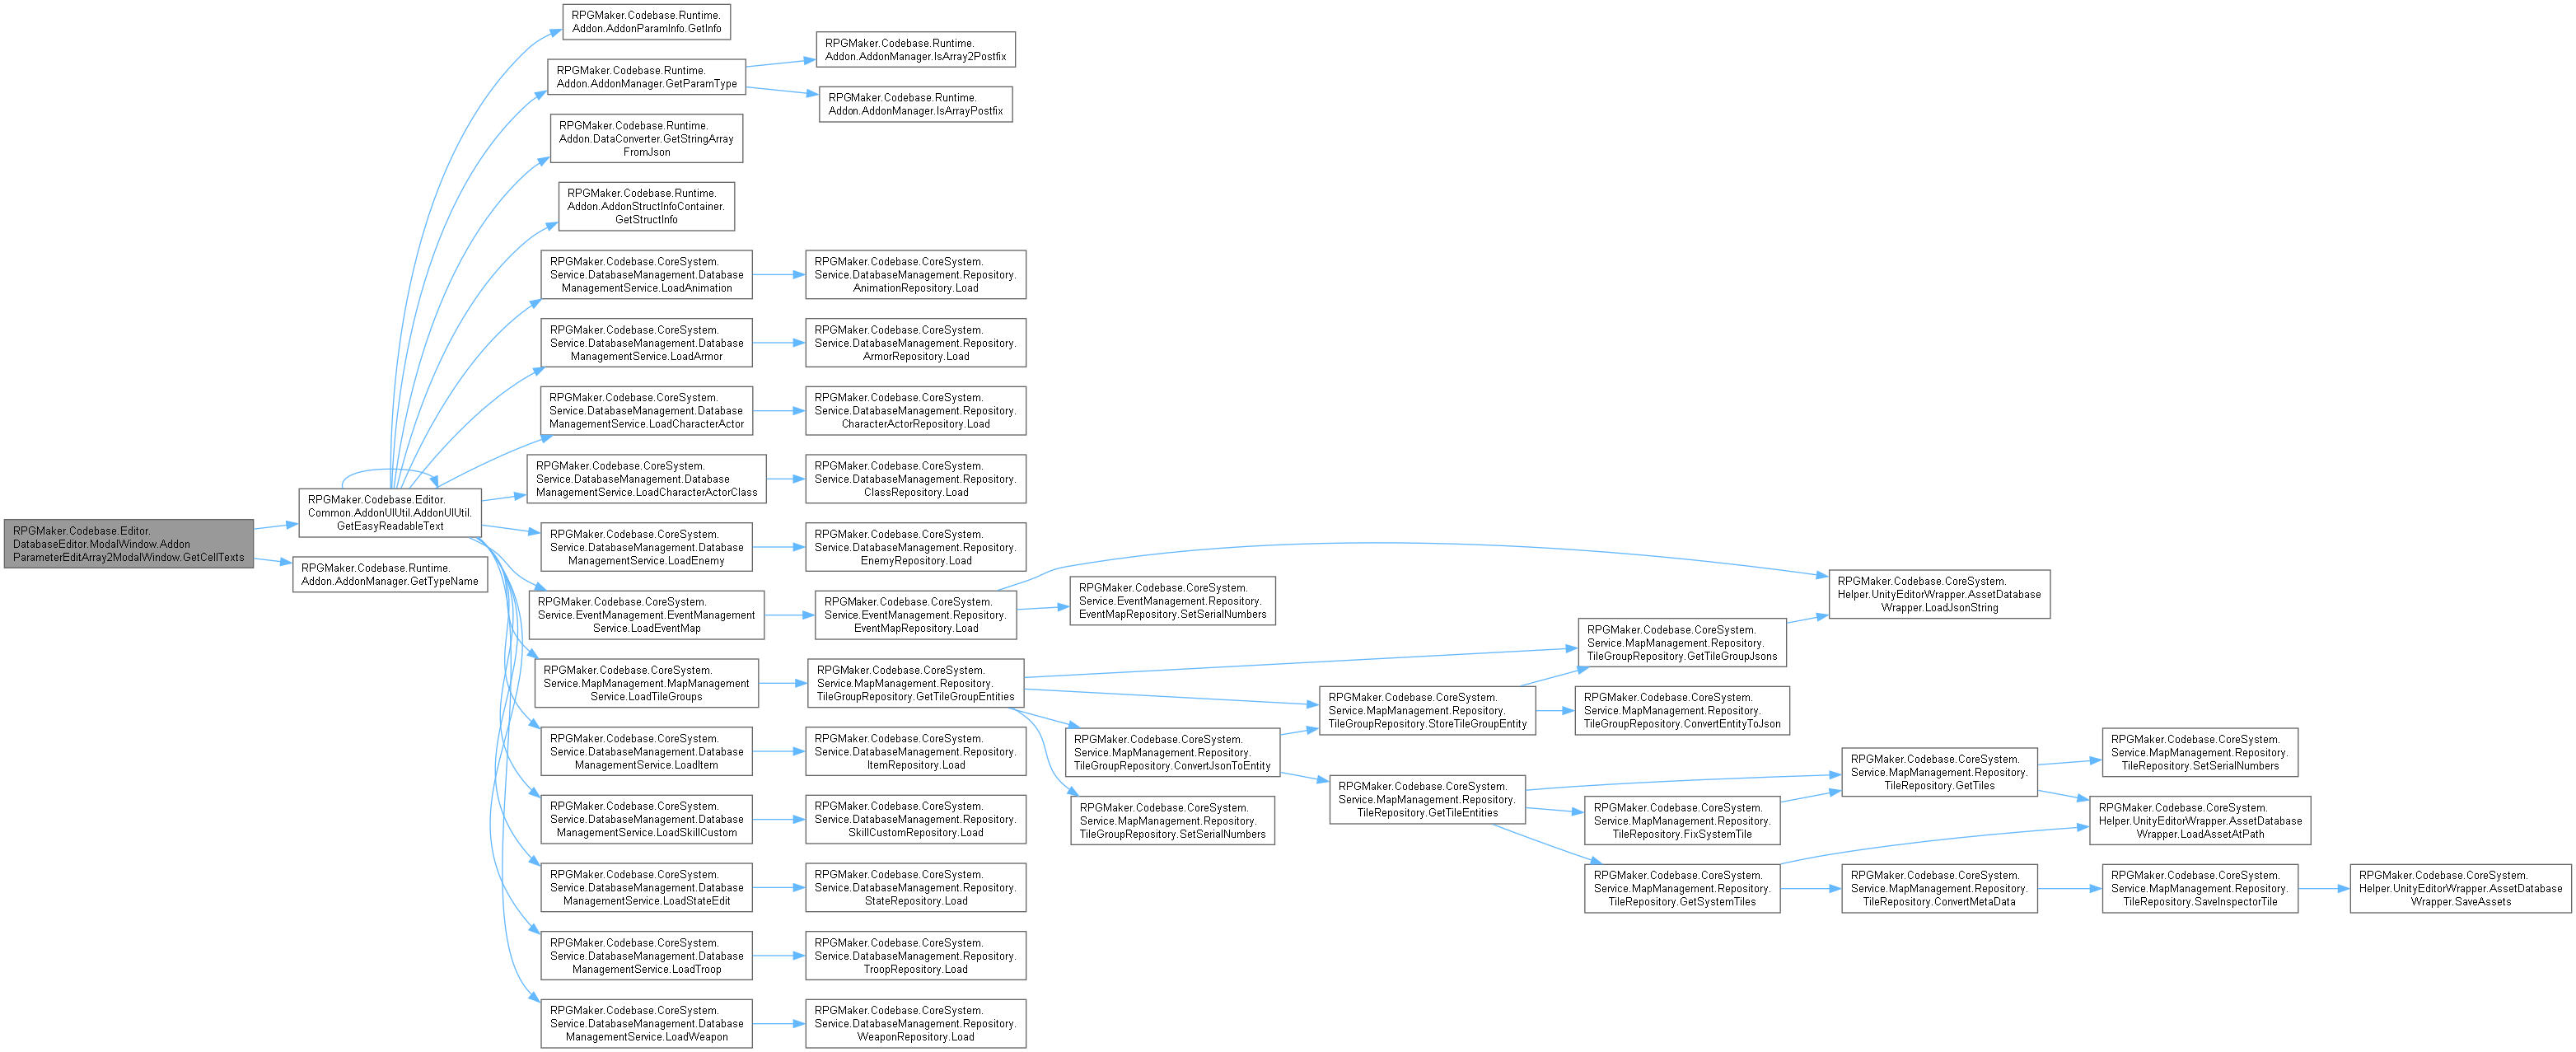 RPGMaker.Codebase.Editor.
DatabaseEditor.ModalWindow.Addon
ParameterEditArray2ModalWindow.GetCellTexts
RPGMaker.Codebase.Editor.
Common.AddonUIUtil.AddonUIUtil.
GetEasyReadableText
RPGMaker.Codebase.Runtime.
Addon.AddonManager.GetTypeName
RPGMaker.Codebase.Runtime.
Addon.AddonParamInfo.GetInfo
RPGMaker.Codebase.Runtime.
Addon.AddonManager.GetParamType
RPGMaker.Codebase.Runtime.
Addon.AddonManager.IsArray2Postfix
RPGMaker.Codebase.Runtime.
Addon.AddonManager.IsArrayPostfix
RPGMaker.Codebase.Runtime.
Addon.DataConverter.GetStringArray
FromJson
RPGMaker.Codebase.Runtime.
Addon.AddonStructInfoContainer.
GetStructInfo
RPGMaker.Codebase.CoreSystem.
Service.DatabaseManagement.Database
ManagementService.LoadAnimation
RPGMaker.Codebase.CoreSystem.
Service.DatabaseManagement.Repository.
AnimationRepository.Load
RPGMaker.Codebase.CoreSystem.
Service.DatabaseManagement.Database
ManagementService.LoadArmor
RPGMaker.Codebase.CoreSystem.
Service.DatabaseManagement.Repository.
ArmorRepository.Load
RPGMaker.Codebase.CoreSystem.
Service.DatabaseManagement.Database
ManagementService.LoadCharacterActor
RPGMaker.Codebase.CoreSystem.
Service.DatabaseManagement.Repository.
CharacterActorRepository.Load
RPGMaker.Codebase.CoreSystem.
Service.DatabaseManagement.Database
ManagementService.LoadCharacterActorClass
RPGMaker.Codebase.CoreSystem.
Service.DatabaseManagement.Repository.
ClassRepository.Load
RPGMaker.Codebase.CoreSystem.
Service.DatabaseManagement.Database
ManagementService.LoadEnemy
RPGMaker.Codebase.CoreSystem.
Service.DatabaseManagement.Repository.
EnemyRepository.Load
RPGMaker.Codebase.CoreSystem.
Service.EventManagement.EventManagement
Service.LoadEventMap
RPGMaker.Codebase.CoreSystem.
Service.EventManagement.Repository.
EventMapRepository.Load
RPGMaker.Codebase.CoreSystem.
Service.EventManagement.Repository.
EventMapRepository.SetSerialNumbers
RPGMaker.Codebase.CoreSystem.
Helper.UnityEditorWrapper.AssetDatabase
Wrapper.LoadJsonString
RPGMaker.Codebase.CoreSystem.
Service.MapManagement.MapManagement
Service.LoadTileGroups
RPGMaker.Codebase.CoreSystem.
Service.MapManagement.Repository.
TileGroupRepository.GetTileGroupEntities
RPGMaker.Codebase.CoreSystem.
Service.MapManagement.Repository.
TileGroupRepository.GetTileGroupJsons
RPGMaker.Codebase.CoreSystem.
Service.MapManagement.Repository.
TileGroupRepository.StoreTileGroupEntity
RPGMaker.Codebase.CoreSystem.
Service.MapManagement.Repository.
TileGroupRepository.ConvertEntityToJson
RPGMaker.Codebase.CoreSystem.
Service.MapManagement.Repository.
TileGroupRepository.ConvertJsonToEntity
RPGMaker.Codebase.CoreSystem.
Service.MapManagement.Repository.
TileGroupRepository.SetSerialNumbers
RPGMaker.Codebase.CoreSystem.
Service.MapManagement.Repository.
TileRepository.GetTileEntities
RPGMaker.Codebase.CoreSystem.
Service.MapManagement.Repository.
TileRepository.FixSystemTile
RPGMaker.Codebase.CoreSystem.
Service.MapManagement.Repository.
TileRepository.GetSystemTiles
RPGMaker.Codebase.CoreSystem.
Service.MapManagement.Repository.
TileRepository.GetTiles
RPGMaker.Codebase.CoreSystem.
Service.MapManagement.Repository.
TileRepository.ConvertMetaData
RPGMaker.Codebase.CoreSystem.
Service.MapManagement.Repository.
TileRepository.SetSerialNumbers
RPGMaker.Codebase.CoreSystem.
Helper.UnityEditorWrapper.AssetDatabase
Wrapper.LoadAssetAtPath
RPGMaker.Codebase.CoreSystem.
Service.MapManagement.Repository.
TileRepository.SaveInspectorTile
RPGMaker.Codebase.CoreSystem.
Helper.UnityEditorWrapper.AssetDatabase
Wrapper.SaveAssets
RPGMaker.Codebase.CoreSystem.
Service.DatabaseManagement.Database
ManagementService.LoadItem
RPGMaker.Codebase.CoreSystem.
Service.DatabaseManagement.Repository.
ItemRepository.Load
RPGMaker.Codebase.CoreSystem.
Service.DatabaseManagement.Database
ManagementService.LoadSkillCustom
RPGMaker.Codebase.CoreSystem.
Service.DatabaseManagement.Repository.
SkillCustomRepository.Load
RPGMaker.Codebase.CoreSystem.
Service.DatabaseManagement.Database
ManagementService.LoadStateEdit
RPGMaker.Codebase.CoreSystem.
Service.DatabaseManagement.Repository.
StateRepository.Load
RPGMaker.Codebase.CoreSystem.
Service.DatabaseManagement.Database
ManagementService.LoadTroop
RPGMaker.Codebase.CoreSystem.
Service.DatabaseManagement.Repository.
TroopRepository.Load
RPGMaker.Codebase.CoreSystem.
Service.DatabaseManagement.Database
ManagementService.LoadWeapon
RPGMaker.Codebase.CoreSystem.
Service.DatabaseManagement.Repository.
WeaponRepository.Load